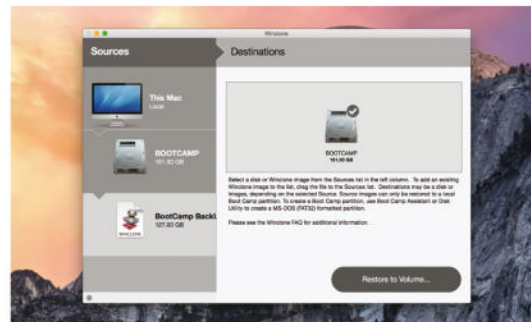 Winclone
Sources
Destinations
This Mac
Local
BOOTCAMP
101.00 GB
BootCamp Backu
127.00 GB
WINCLONE
BOOTCAMP
101.00 GB
Select a disk or Winclone image from the Sources list in the left column. To add an existing
Winclone image to the list, drag the file to the Sources list. Destinations may be a disk or
images, depending on the selected Source. Source images can only be restored to a local
Boot Camp partition. To create a Boot Camp partition, use Boot Camp Assistant or Disk
Utility to create a MS-DOS (FAT32) formatted partition.
Please see the Winclone FAQ for additional information.
Restore to Volume...